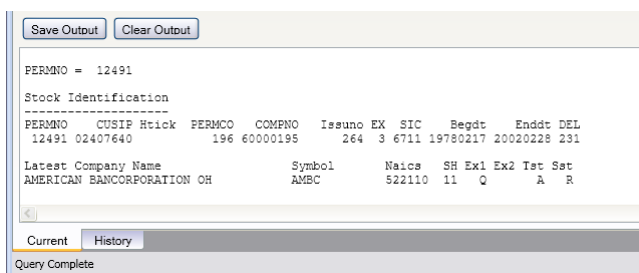 Save Output Clear Output
PERMNO = 12491
Stock Identification
--------------------
PERMNO CUSIP Htick PERMCO COMPNO Issuno EX SIC Begdt Enddt DEL
12491 02407640 196 60000195 264 3 6711 19780217 20020228 231
Latest Company Name Symbol Naics SH Ex1 Ex2 Tst Sst
AMERICAN BANCORPORATION OH AMBC 522110 11 Q A R
Current History
Query Complete